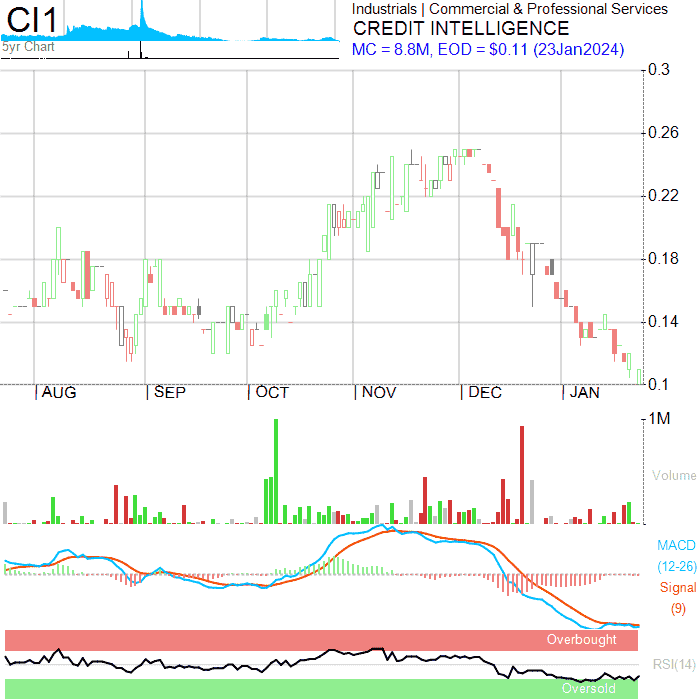 CI1
5yr Chart
Industrials | Commercial & Professional Services
CREDIT INTELLIGENCE
MC = 8.8M, EOD = $0.11 (23Jan2024)
0.3
0.26
0.22
0.18
0.14
0.1
AUG SEP OCT NOV DEC JAN
1M
Volume
MACD
(12-26)
Signal
(9)
Overbought
RSI(14)
Oversold